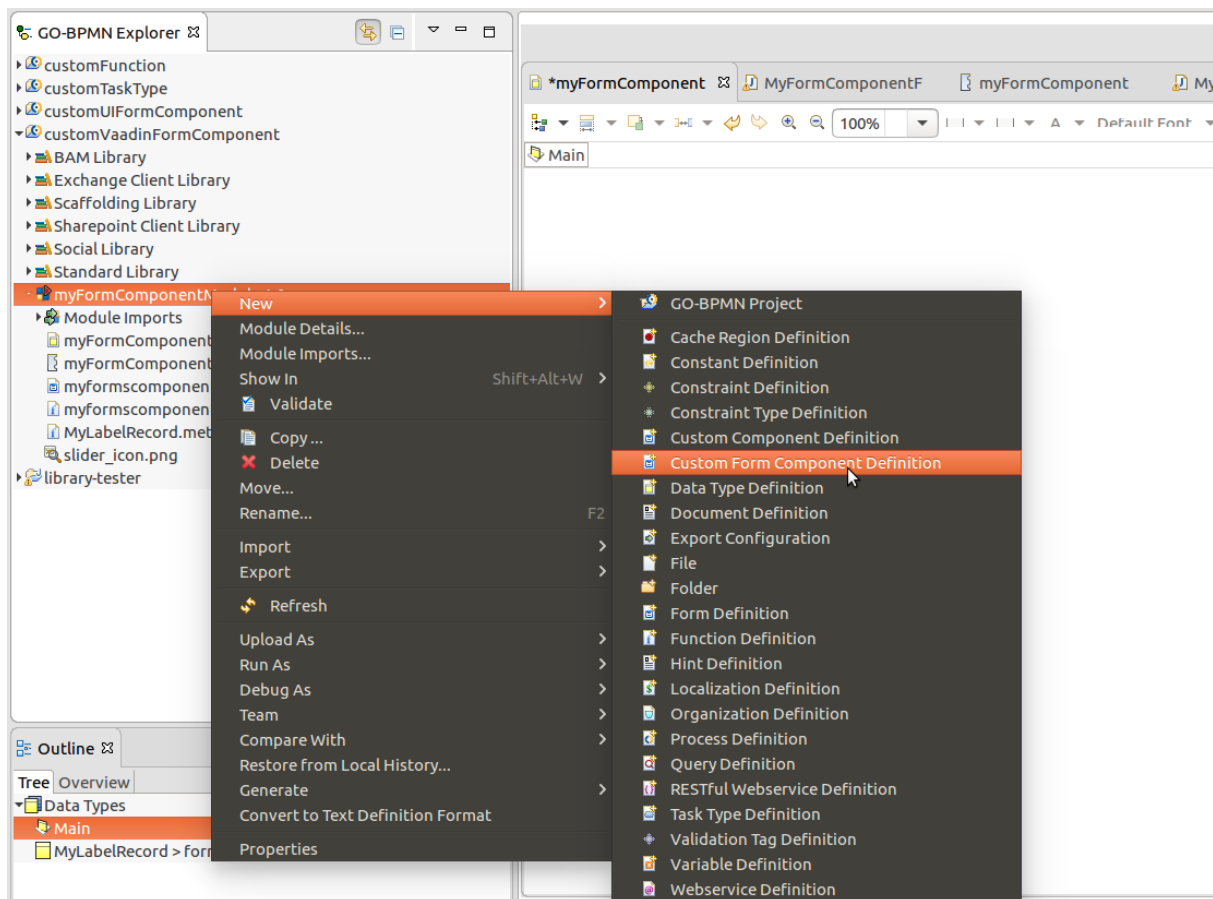 GO-BPMN Explorer
customFunction
customTaskType
customUIFormComponent
customVaadinFormComponent
BAM Library
Exchange Client Library
Scaffolding Library
Sharepoint Client Library
Social Library
Standard Library
Module Imports
myFormComponent
myFormComponent
myformscomponen
myformscomponen
MyLabelRecord.met
slider_icon.png
library-tester
Outline
Tree Overview
Data Types
Main
MyLabelRecord > for
*myFormComponent MyFormComponentF myFormComponent My
100% A Default Font
Main
New
Module Details...
Module Imports...
Show In Shift+Alt+W
Validate
Copy ...
Delete
Move...
Rename... F2
Import
Export
Refresh
Upload As
Run As
Debug As
Team
Compare With
Restore from Local History...
Generate
Convert to Text Definition Format
Properties
GO-BPMN Project
Cache Region Definition
Constant Definition
Constraint Definition
Constraint Type Definition
Custom Component Definition
Custom Form Component Definition
Data Type Definition
Document Definition
Export Configuration
File
Folder
Form Definition
Function Definition
Hint Definition
Localization Definition
Organization Definition
Process Definition
Query Definition
RESTful Webservice Definition
Task Type Definition
Validation Tag Definition
Variable Definition
Webservice Definition